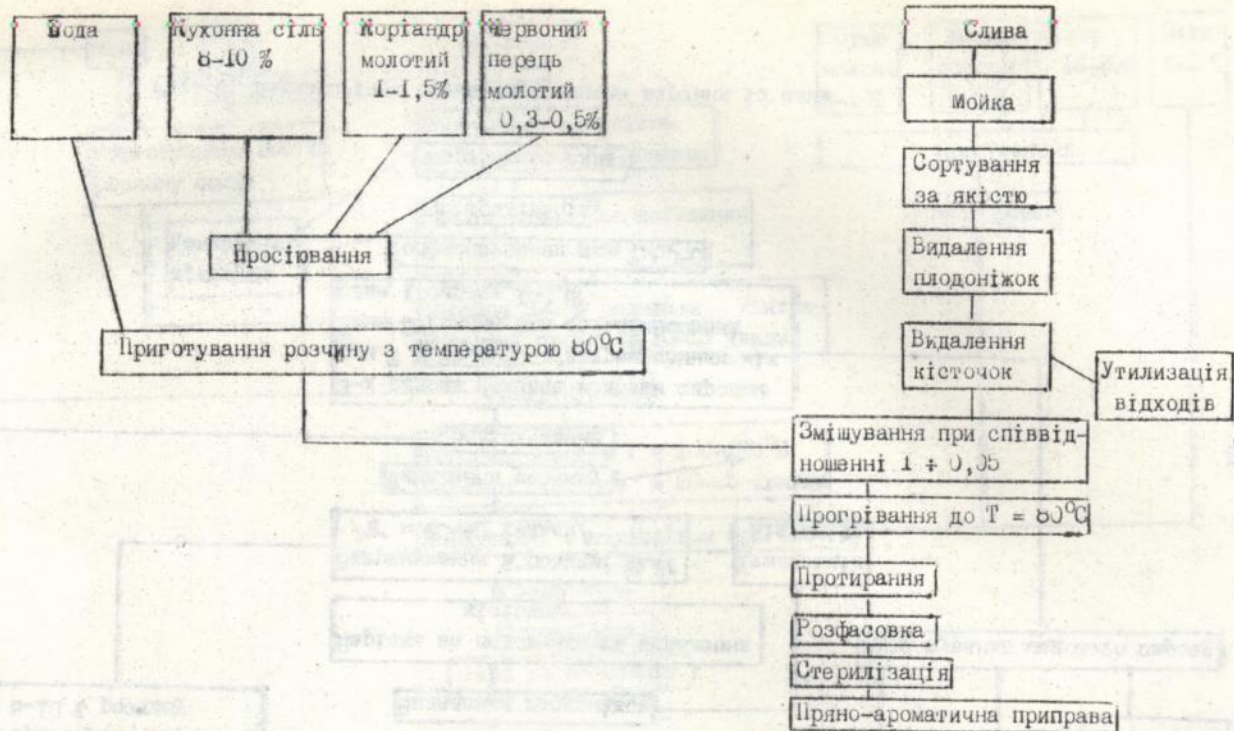 Вода
Кухонна сіль
8-10 %
Коріандр
молотий
1-1,5%
Червоний
перець
молотий
0,3-0,5%
Просіювання
Приготування розчину з температурою 80°С
Слива
Мойка
Сортування
за якістю
Видалення
плодоніжок
Видалення
кісточок
Утилизація
відходів
Зміщування при співвід-
ношенні 1 ÷ 0,05
Прогрівання до Т = 80°С
Протирання
Розфасовка
Стерилізація
Пряно-ароматична приправа